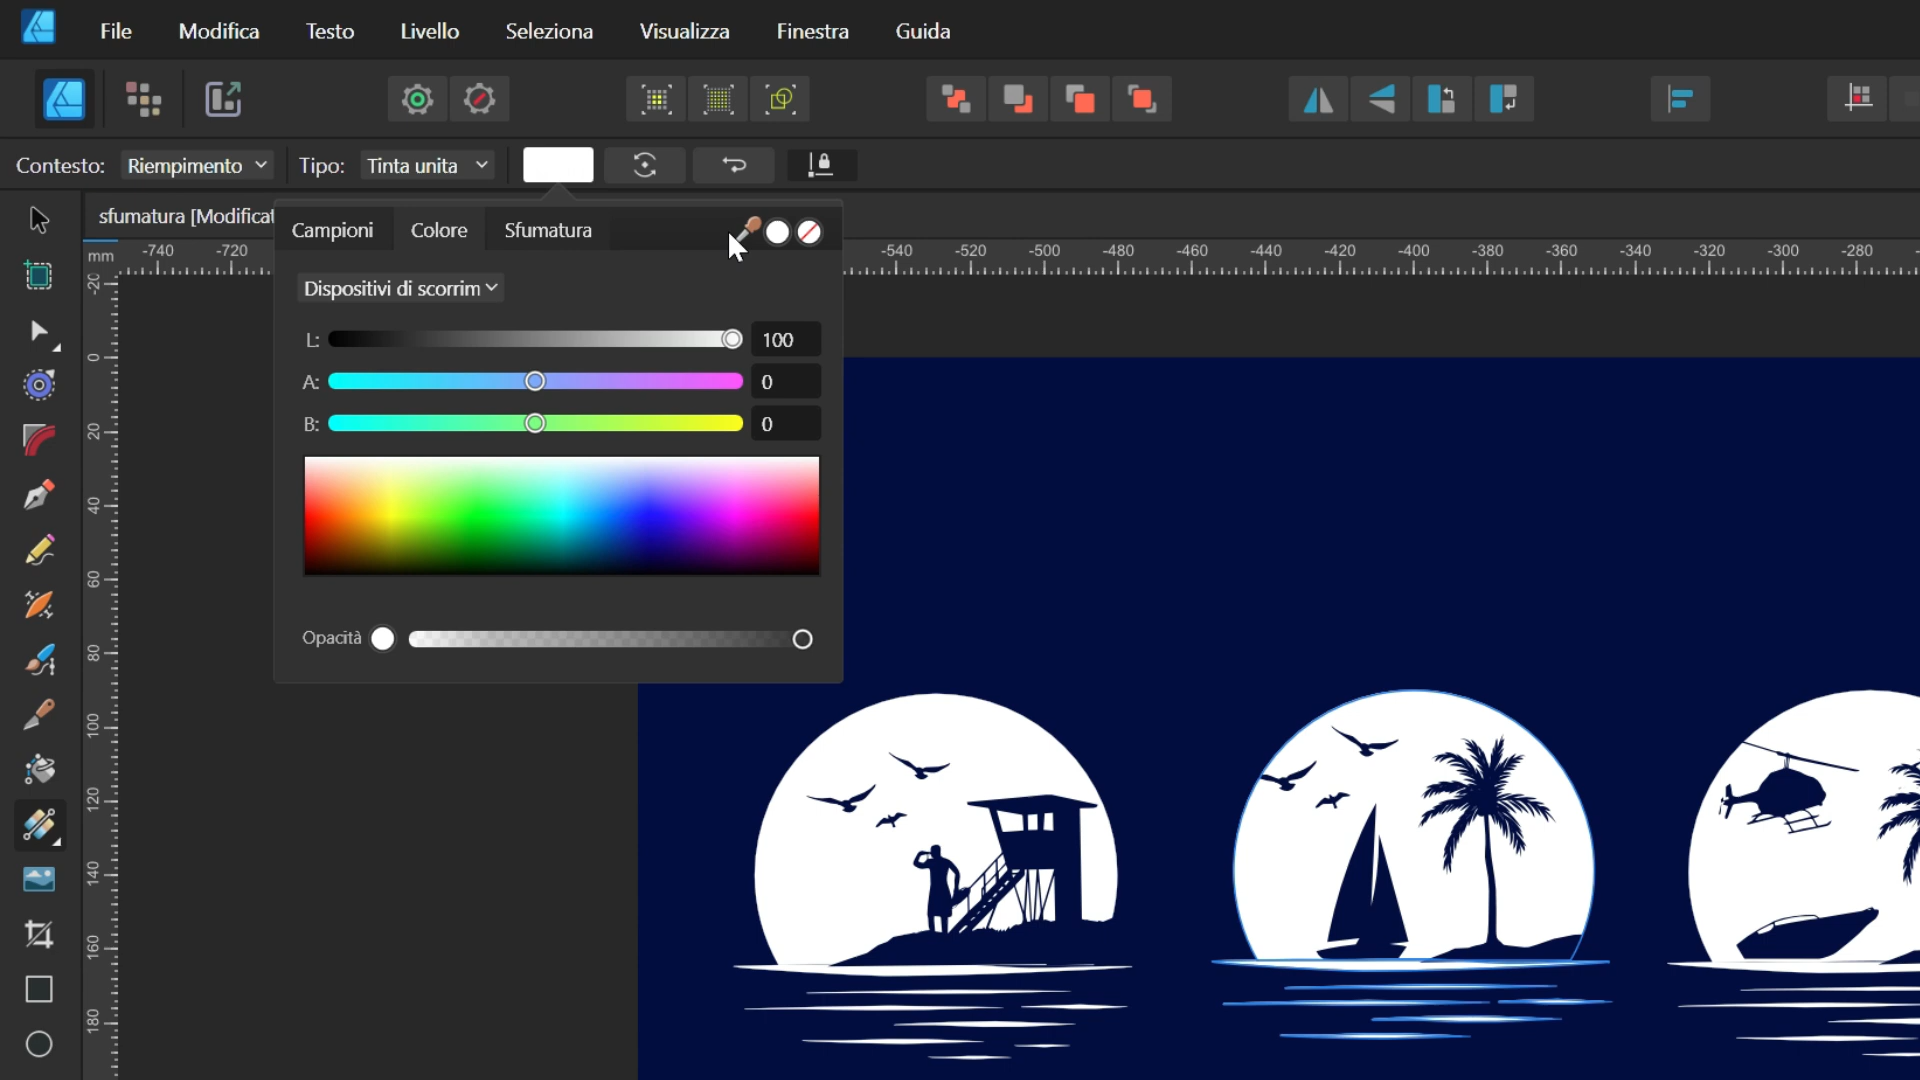 File Modifica Testo Livello Seleziona Visualizza Finestra Guida
Contesto: Riempimento Tipo: Tinta unita
sfumatura [Modificat
Campioni Colore Sfumatura
mm -740 -720 -540 -520 -500 -480 -460 -440 -420 -400 -380 -360 -340 -320 -300 -280
Dispositivi di scorrim
L: 100
A: 0
B: 0
Opacità
-20
0
20
40
60
80
100
120
140
160
180